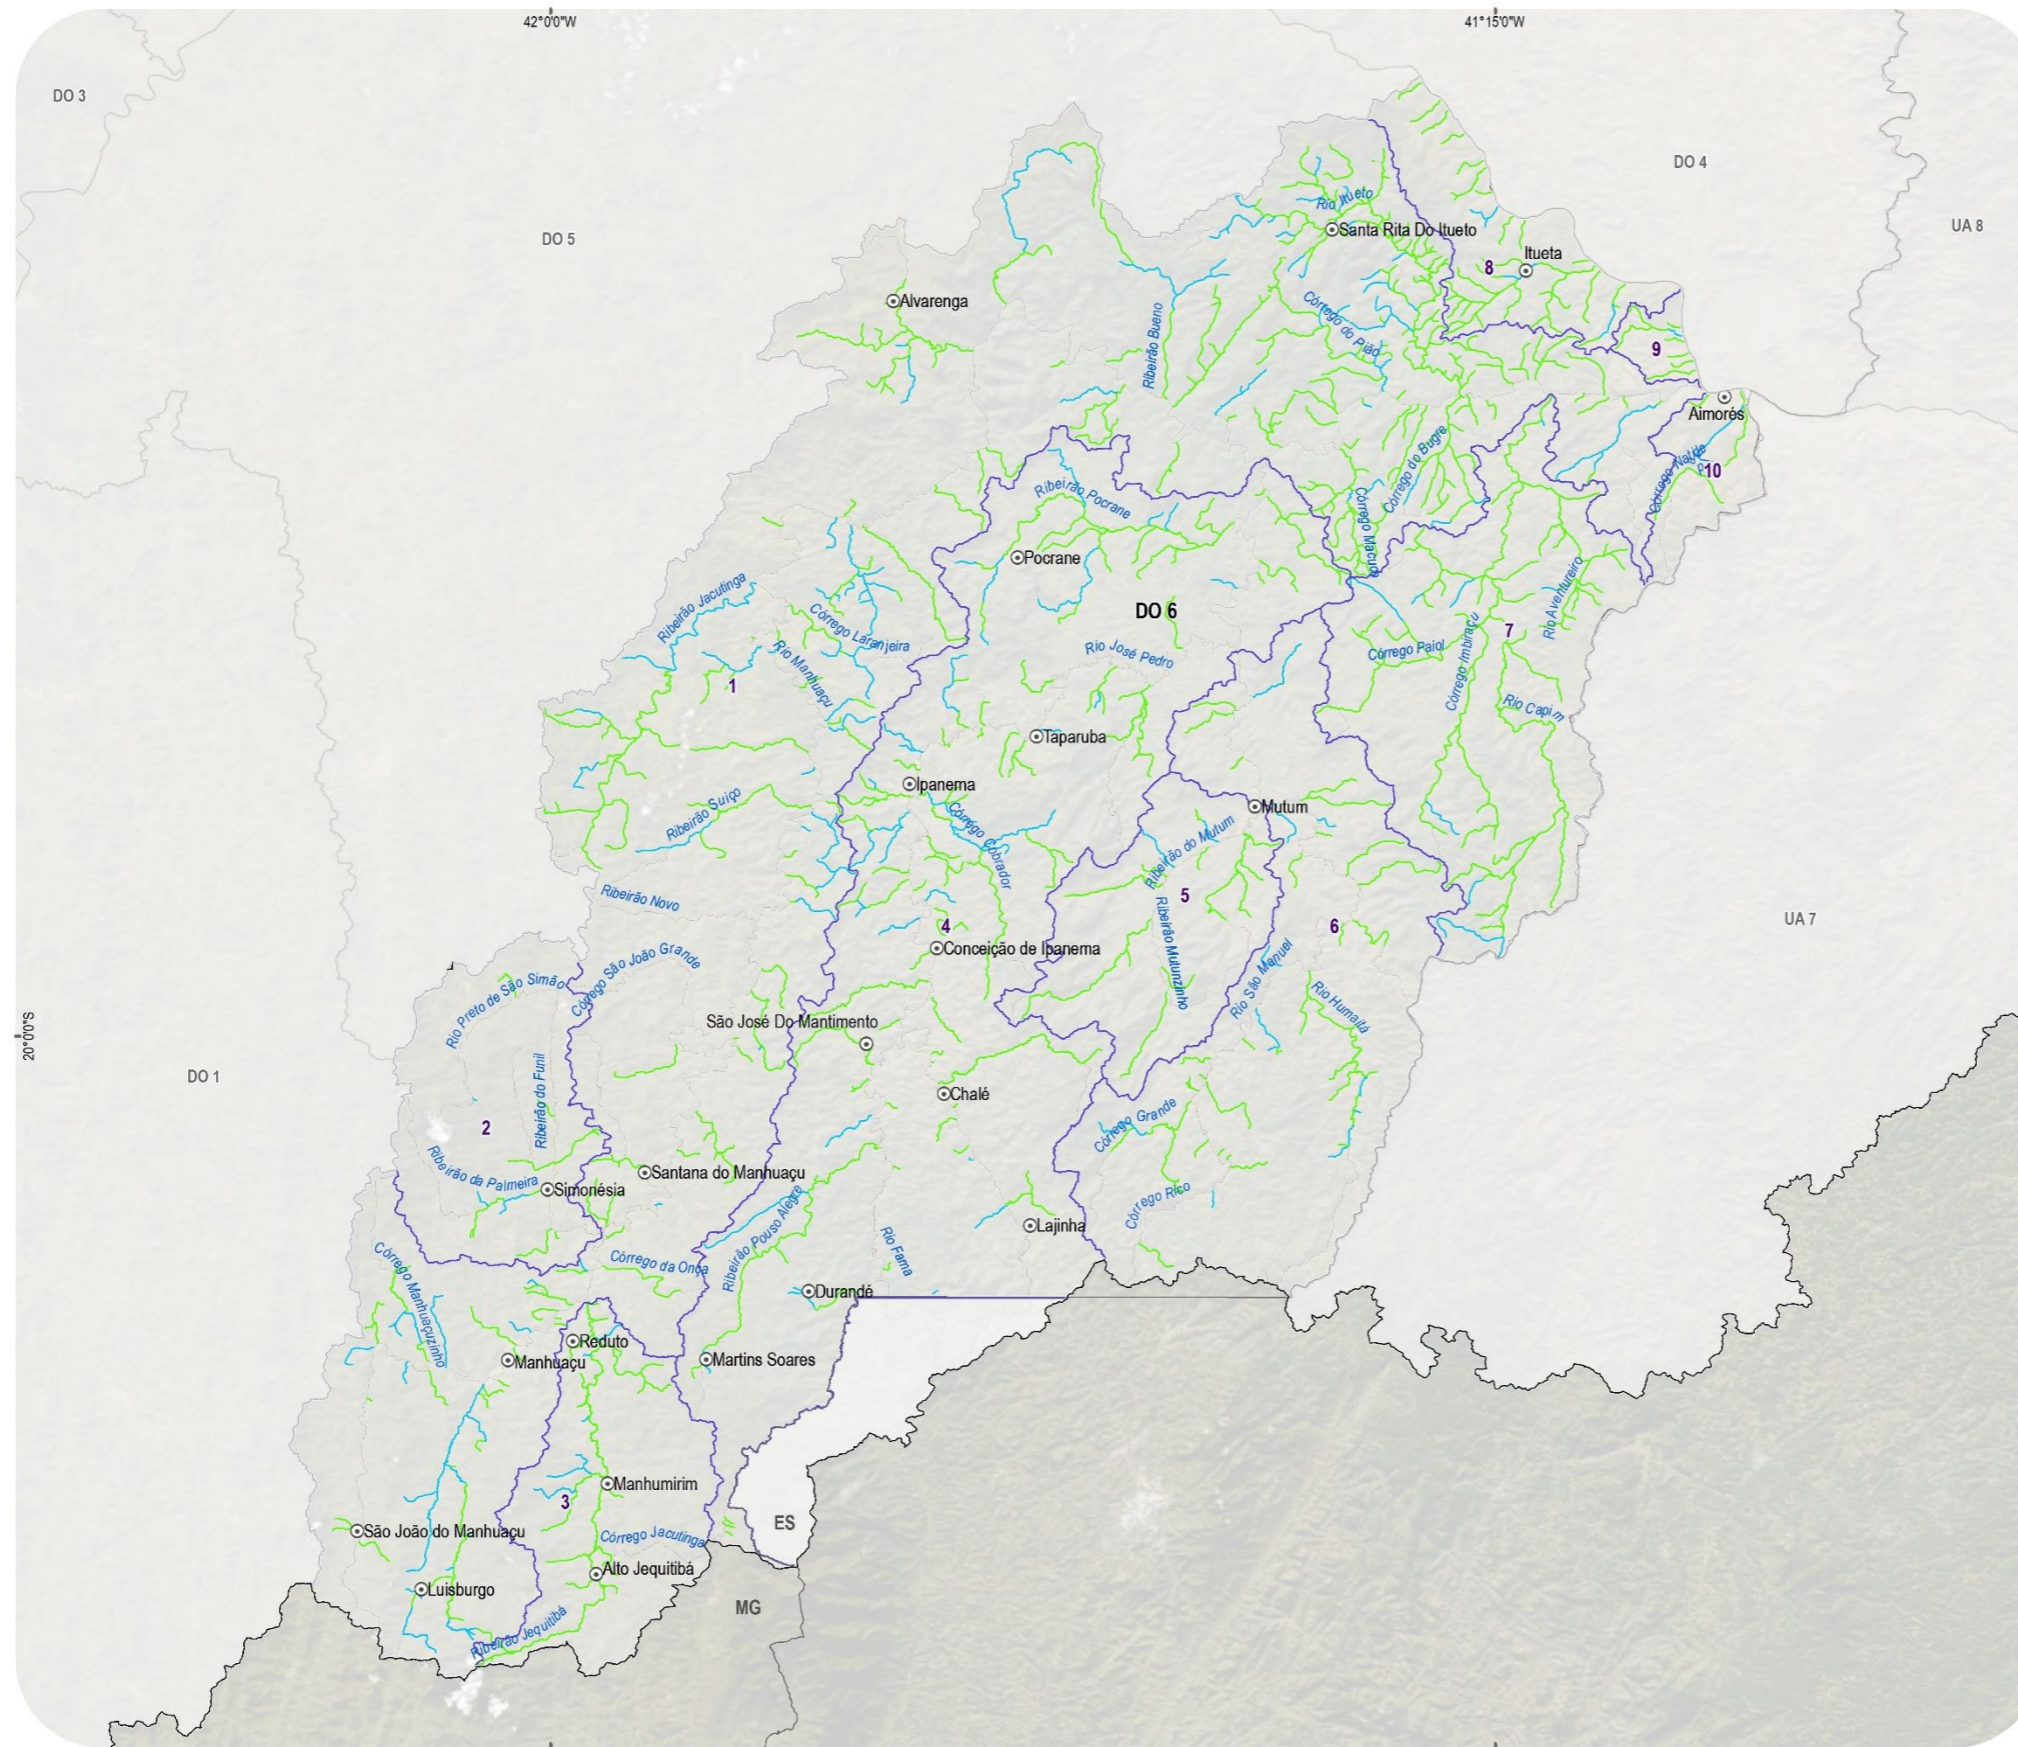 42°0'0"W
41°15'0"W
DO 3
DO 4
DO 5
UA 8
Rio Itueto
Santa Rita Do Itueto
Itueta
8
Alvarenga
Ribeirão Bueno
Córrego do Pião
9
Aimorés
Córrego do Bugre
Córrego Natividade
10
Ribeirão Pocrane
Córrego Macuco
Pocrane
Ribeirão Jacutinga
DO 6
Rio Aventureiro
Córrego Laranjeira
7
Rio José Pedro
Córrego Paiol
Córrego Imbiraçu
Rio Manhuaçu
1
Rio Capim
Taparuba
Ipanema
Ribeirão Suiço
Mutum
Córrego Cobrador
Ribeirão do Mutum
5
Ribeirão Novo
UA 7
4
6
Conceição de Ipanema
Ribeirão Mutunzinho
Córrego São João Grande
Rio São Manuel
Rio Preto de São Simão
Rio Humaitá
São José Do Mantimento
20°0'0"S
DO 1
Chalé
Ribeirão do Funil
2
Córrego Grande
Ribeirão da Palmeira
Santana do Manhuaçu
Simonésia
Córrego Rico
Ribeirão Pouso Alegre
Lajinha
Rio Fama
Córrego da Onça
Córrego Manhuaçuzinho
Durandé
Reduto
Manhuaçu
Martins Soares
Manhumirim
3
ES
São João do Manhuaçu
Córrego Jacutinga
Alto Jequitibá
Luisburgo
MG
Ribeirão Jequitibá